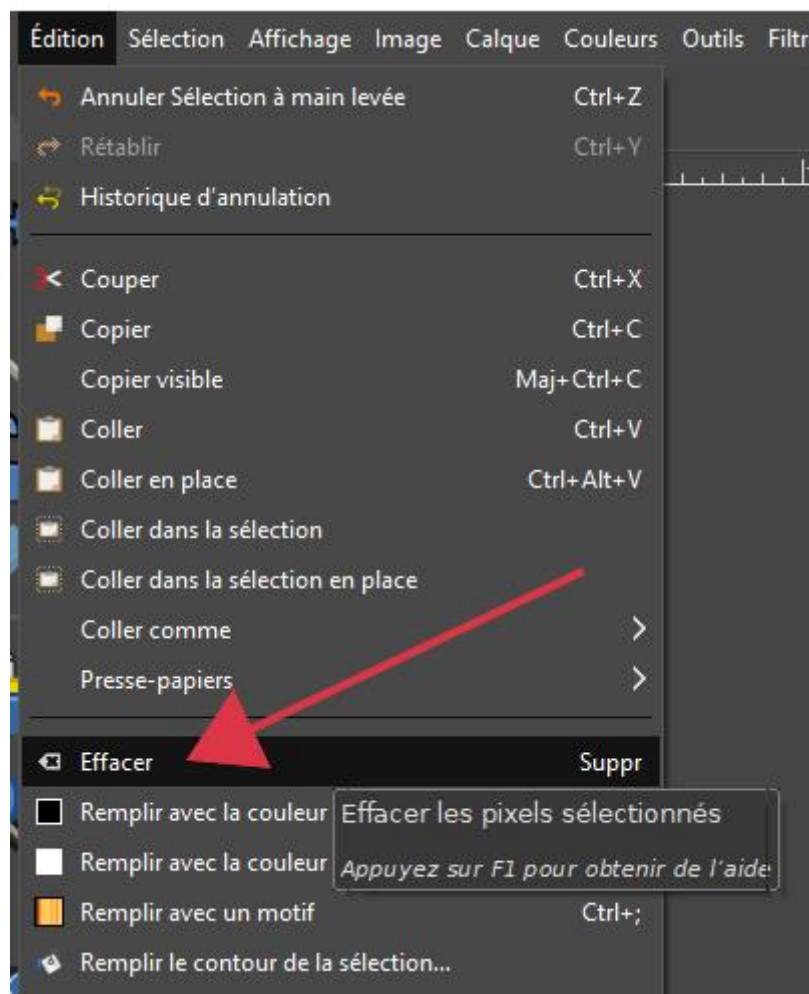 Édition Sélection Affichage Image Calque Couleurs Outils Filtr
Annuler Sélection à main levée Ctrl+Z
Rétablir Ctrl+Y
Historique d'annulation
Couper Ctrl+X
Copier Ctrl+C
Copier visible Maj+Ctrl+C
Coller Ctrl+V
Coller en place Ctrl+Alt+V
Coller dans la sélection
Coller dans la sélection en place
Coller comme
Presse-papiers
Effacer Suppr
Remplir avec la couleur
Effacer les pixels sélectionnés
Remplir avec la couleur
Appuyez sur F1 pour obtenir de l'aide
Remplir avec un motif Ctrl+;
Remplir le contour de la sélection...